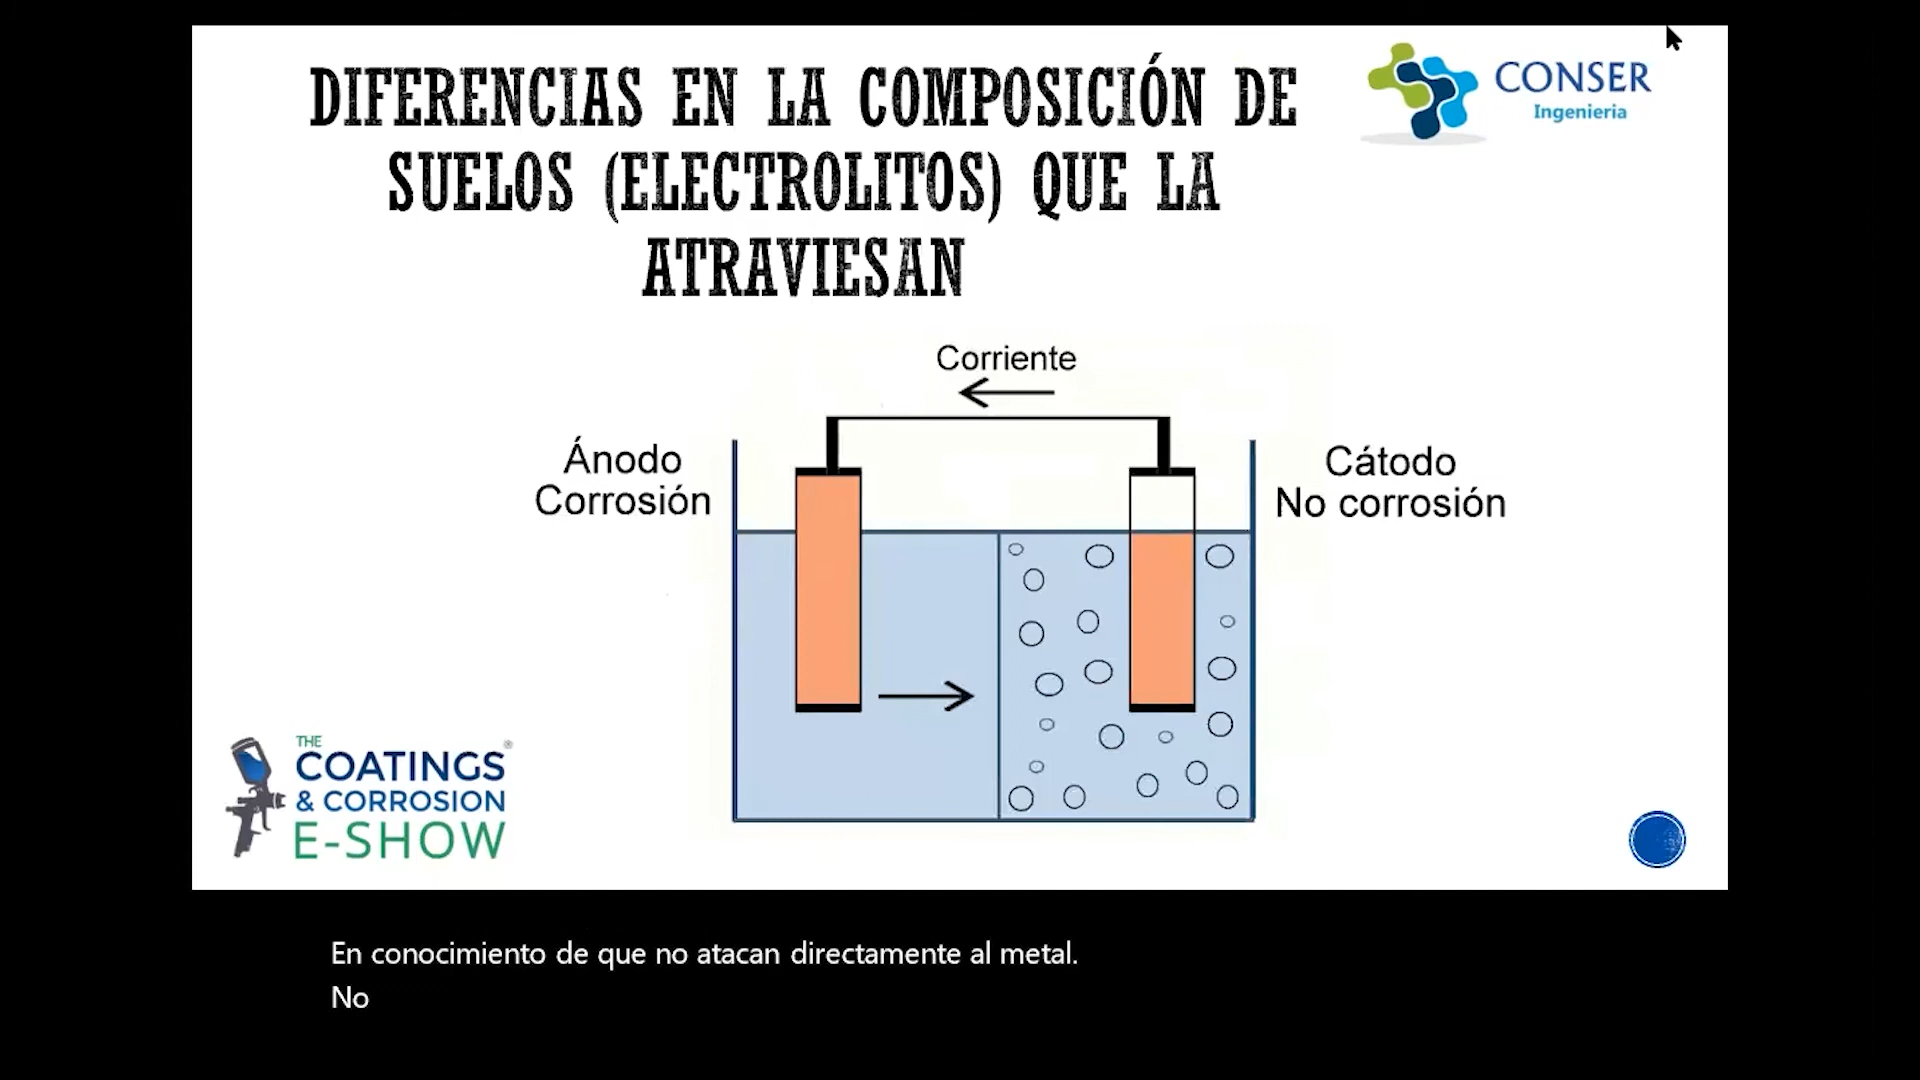 DIFERENCIAS EN LA COMPOSICIÓN DE
SUELOS (ELECTROLITOS) QUE LA
ATRAVIESAN
CONSER
Ingenieria
Corriente
Ánodo
Corrosión
Cátodo
No corrosión
THE
COATINGS®
& CORROSION
E-SHOW
En conocimiento de que no atacan directamente al metal.
No